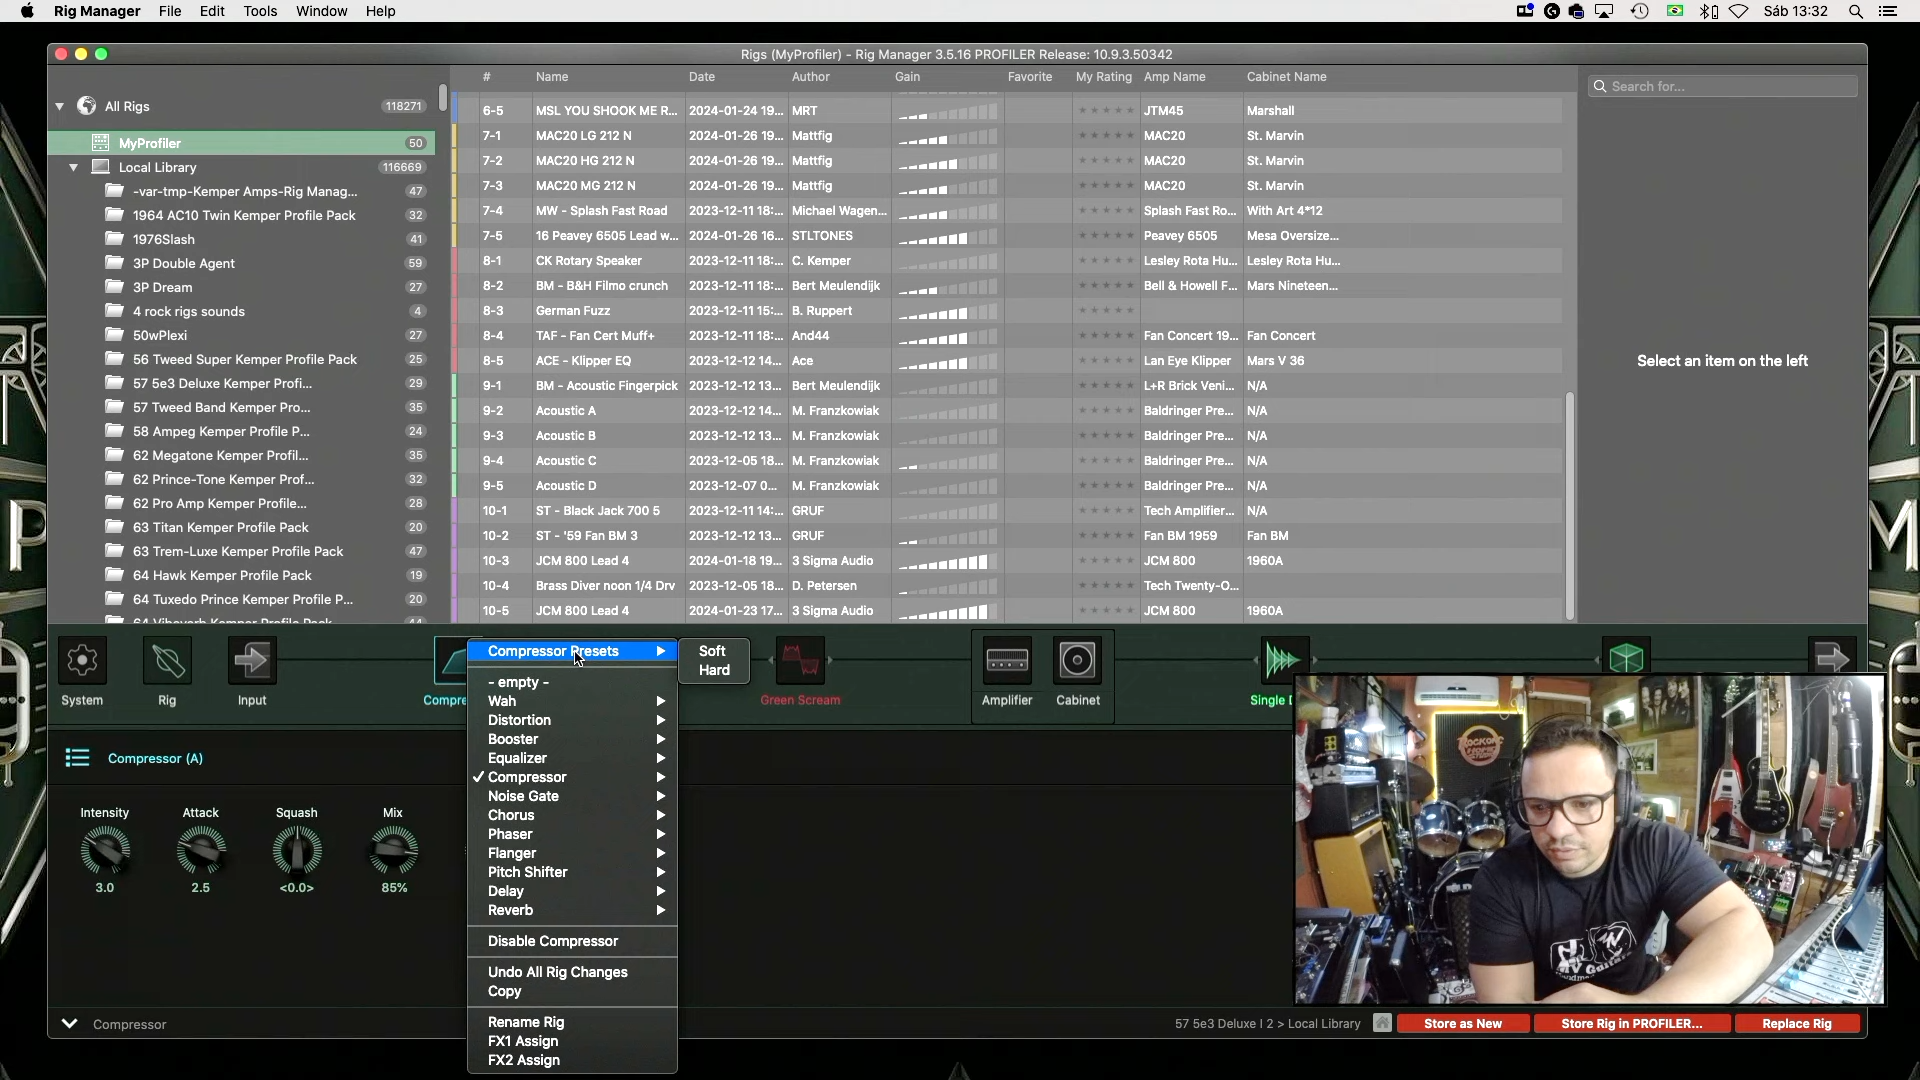 Rig Manager File Edit Tools Window Help Sáb 13:32
Rigs (MyProfiler) - Rig Manager 3.5.16 PROFILER Release: 10.9.3.50342
# Name Date Author Gain Favorite My Rating Amp Name Cabinet Name
Search for...
All Rigs 118271
MyProfiler 50
Local Library 116669
-var-tmp-Kemper Amps-Rig Manag... 47
1964 AC10 Twin Kemper Profile Pack 32
1976Slash 41
3P Double Agent 59
3P Dream 27
4 rock rigs sounds 4
50wPlexi 27
56 Tweed Super Kemper Profile Pack 25
57 5e3 Deluxe Kemper Profi... 29
57 Tweed Band Kemper Pro... 35
58 Ampeg Kemper Profile P... 24
62 Megatone Kemper Profil... 35
62 Prince-Tone Kemper Prof... 32
62 Pro Amp Kemper Profile... 28
63 Titan Kemper Profile Pack 20
63 Trem-Luxe Kemper Profile Pack 47
64 Hawk Kemper Profile Pack 19
64 Tuxedo Prince Kemper Profile P... 20
6-5 MSL YOU SHOOK ME R... 2024-01-24 19... MRT JTM45 Marshall
7-1 MAC20 LG 212 N 2024-01-26 19... Mattfig MAC20 St. Marvin
7-2 MAC20 HG 212 N 2024-01-26 19... Mattfig MAC20 St. Marvin
7-3 MAC20 MG 212 N 2024-01-26 19... Mattfig MAC20 St. Marvin
7-4 MW - Splash Fast Road 2023-12-11 18:... Michael Wagen... Splash Fast Ro... With Art 4*12
7-5 16 Peavey 6505 Lead w... 2024-01-26 16... STLTONES Peavey 6505 Mesa Oversize...
8-1 CK Rotary Speaker 2023-12-11 18:... C. Kemper Lesley Rota Hu... Lesley Rota Hu...
8-2 BM - B&H Filmo crunch 2023-12-11 18:... Bert Meulendijk Bell & Howell F... Mars Nineteen...
8-3 German Fuzz 2023-12-11 15:... B. Ruppert
8-4 TAF - Fan Cert Muff+ 2023-12-11 18:... And44 Fan Concert 19... Fan Concert
8-5 ACE - Klipper EQ 2023-12-12 14... Ace Lan Eye Klipper Mars V 36
9-1 BM - Acoustic Fingerpick 2023-12-12 13... Bert Meulendijk L+R Brick Veni... N/A
9-2 Acoustic A 2023-12-12 14... M. Franzkowiak Baldringer Pre... N/A
9-3 Acoustic B 2023-12-12 13... M. Franzkowiak Baldringer Pre... N/A
9-4 Acoustic C 2023-12-05 18... M. Franzkowiak Baldringer Pre... N/A
9-5 Acoustic D 2023-12-07 0... M. Franzkowiak Baldringer Pre... N/A
10-1 ST - Black Jack 700 5 2023-12-11 14:... GRUF Tech Amplifier... N/A
10-2 ST - '59 Fan BM 3 2023-12-12 13... GRUF Fan BM 1959 Fan BM
10-3 JCM 800 Lead 4 2024-01-18 19... 3 Sigma Audio JCM 800 1960A
10-4 Brass Diver noon 1/4 Drv 2023-12-05 18... D. Petersen Tech Twenty-O...
10-5 JCM 800 Lead 4 2024-01-23 17... 3 Sigma Audio JCM 800 1960A
Select an item on the left
System Rig Input Compre Green Scream Amplifier Cabinet Single D
Compressor Presets
Soft
Hard
- empty -
Wah
Distortion
Booster
Equalizer
Compressor
Noise Gate
Chorus
Phaser
Flanger
Pitch Shifter
Delay
Reverb
Disable Compressor
Undo All Rig Changes
Copy
Rename Rig
FX1 Assign
FX2 Assign
Compressor (A)
Intensity Attack Squash Mix
3.0 2.5 <0.0> 85%
Compressor
57 5e3 Deluxe I 2 > Local Library Store as New Store Rig in PROFILER... Replace Rig